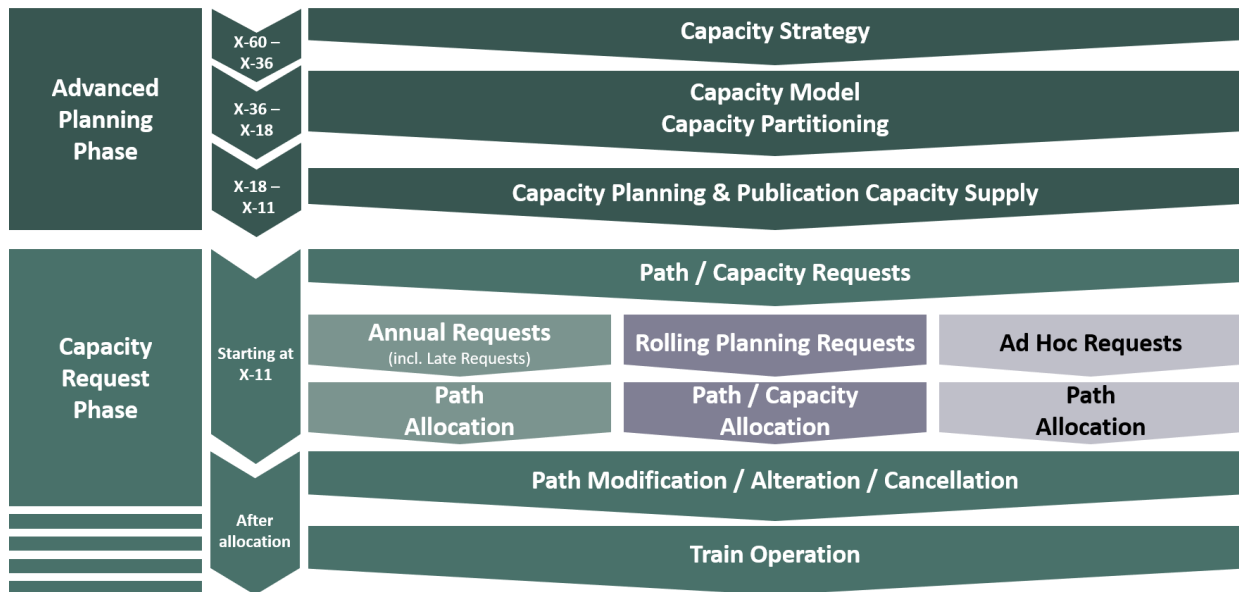 Advanced
Planning
Phase
X-60 –
X-36
Capacity Strategy
X-36 –
X-18
Capacity Model
Capacity Partitioning
X-18 –
X-11
Capacity Planning & Publication Capacity Supply
Capacity
Request
Phase
Starting at
X-11
Path / Capacity Requests
Annual Requests
(incl. Late Requests)
Rolling Planning Requests
Ad Hoc Requests
Path
Allocation
Path / Capacity
Allocation
Path
Allocation
After
allocation
Path Modification / Alteration / Cancellation
Train Operation